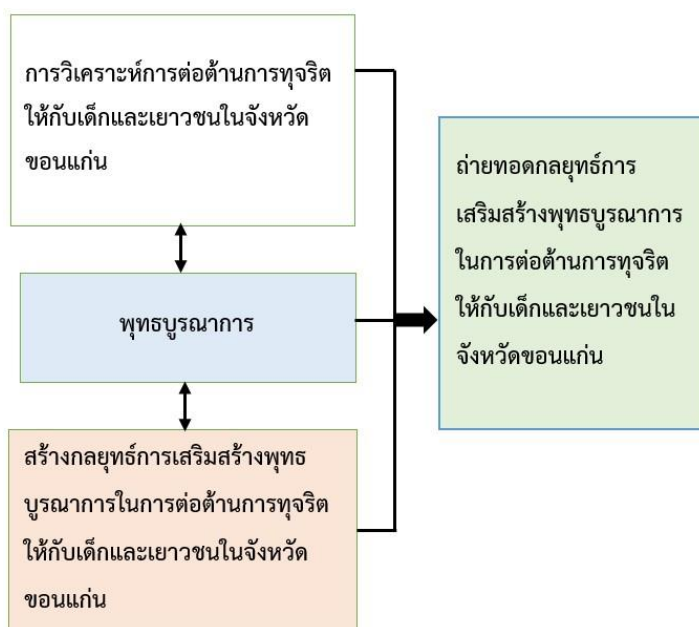 การวิเคราะห์การต่อต้านการทุจริต
ให้กับเด็กและเยาวชนในจังหวัด
ขอนแก่น
พุทธบูรณาการ
สร้างกลยุทธ์การเสริมสร้างพุทธ
บูรณาการในการต่อต้านการทุจริต
ให้กับเด็กและเยาวชนในจังหวัด
ขอนแก่น
ถ่ายทอดกลยุทธ์การ
เสริมสร้างพุทธบูรณาการ
ในการต่อต้านการทุจริต
ให้กับเด็กและเยาวชนใน
จังหวัดขอนแก่น